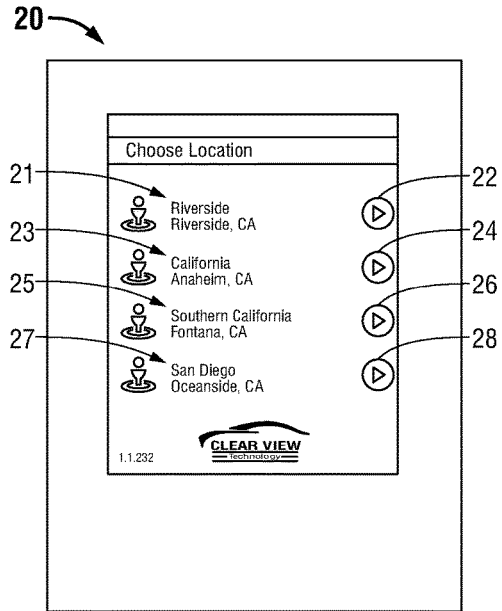 20
Choose Location
21
22
Riverside
Riverside, CA
23
24
California
Anaheim, CA
25
26
Southern California
Fontana, CA
27
28
San Diego
Oceanside, CA
1.1.232
CLEAR VIEW
Technology